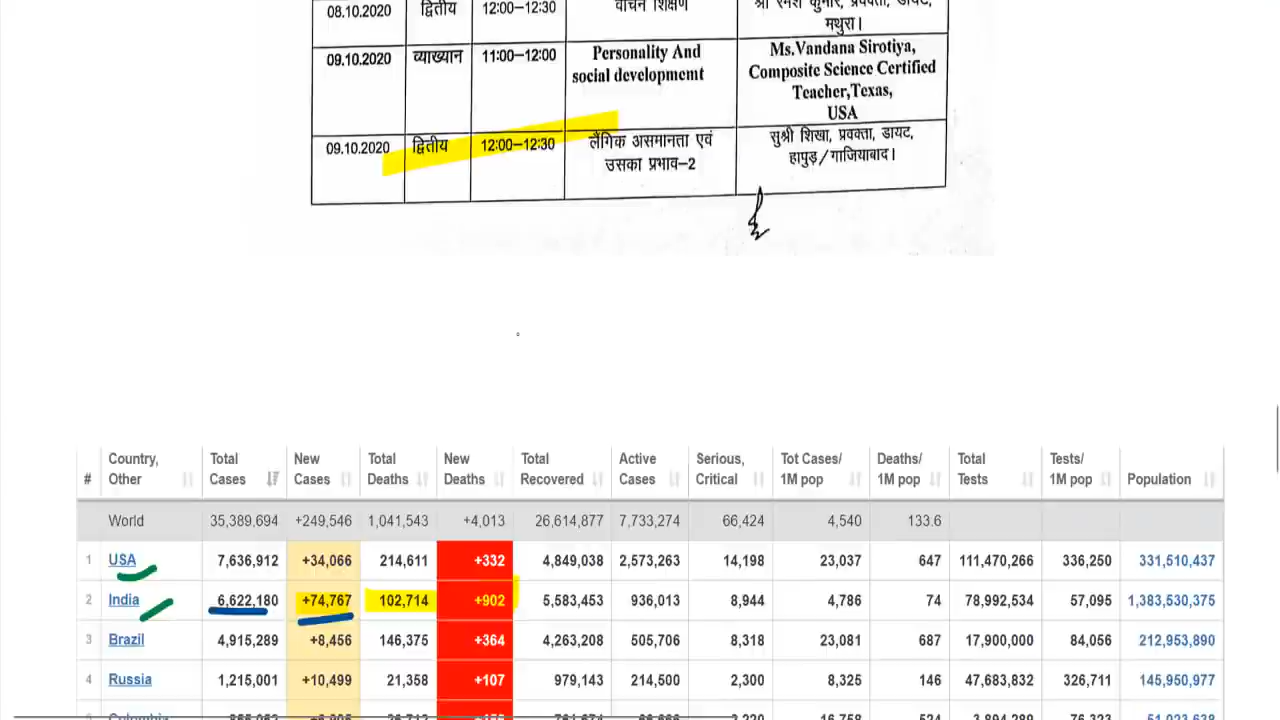 08.10.2020 द्वितीय 12:00–12:30 वाचन शिक्षण श्री रमेश कुमार, प्रवक्ता, डायट,
मथुरा।
09.10.2020 व्याख्यान 11:00–12:00 Personality And Ms.Vandana Sirotiya,
social developmemt Composite Science Certified
Teacher,Texas,
USA
09.10.2020 द्वितीय 12:00–12:30 लैंगिक असमानता एवं सुश्री शिखा, प्रवक्ता, डायट,
उसका प्रभाव–2 हापुड़/गाजियाबाद।
Country, Total New Total New Total Active Serious, Tot Cases/ Deaths/ Total Tests/
# Other Cases Cases Deaths Deaths Recovered Cases Critical 1M pop 1M pop Tests 1M pop Population
World 35,389,694 +249,546 1,041,543 +4,013 26,614,877 7,733,274 66,424 4,540 133.6
1 USA 7,636,912 +34,066 214,611 +332 4,849,038 2,573,263 14,198 23,037 647 111,470,266 336,250 331,510,437
2 India 6,622,180 +74,767 102,714 +902 5,583,453 936,013 8,944 4,786 74 78,992,534 57,095 1,383,530,375
3 Brazil 4,915,289 +8,456 146,375 +364 4,263,208 505,706 8,318 23,081 687 17,900,000 84,056 212,953,890
4 Russia 1,215,001 +10,499 21,358 +107 979,143 214,500 2,300 8,325 146 47,683,832 326,711 145,950,977